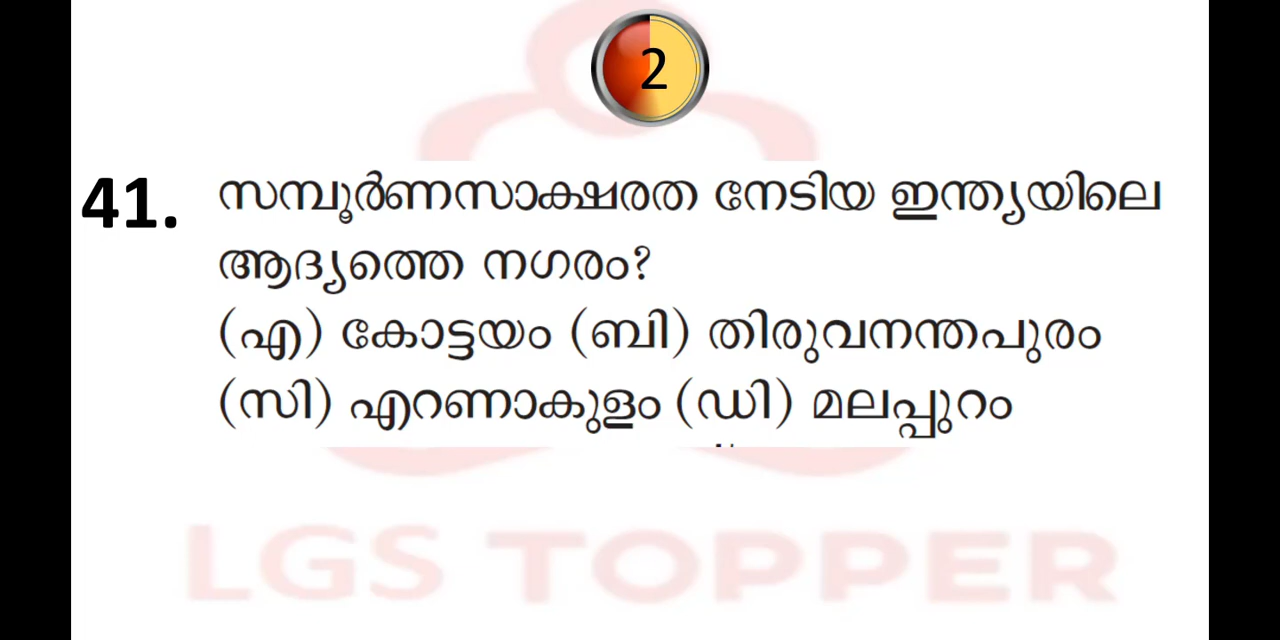 2
41. സമ്പൂർണസാക്ഷരത നേടിയ ഇന്ത്യയിലെ
ആദ്യത്തെ നഗരം?
(എ) കോട്ടയം (ബി) തിരുവനന്തപുരം
(സി) എറണാകുളം (ഡി) മലപ്പുറം
LGS TOPPER